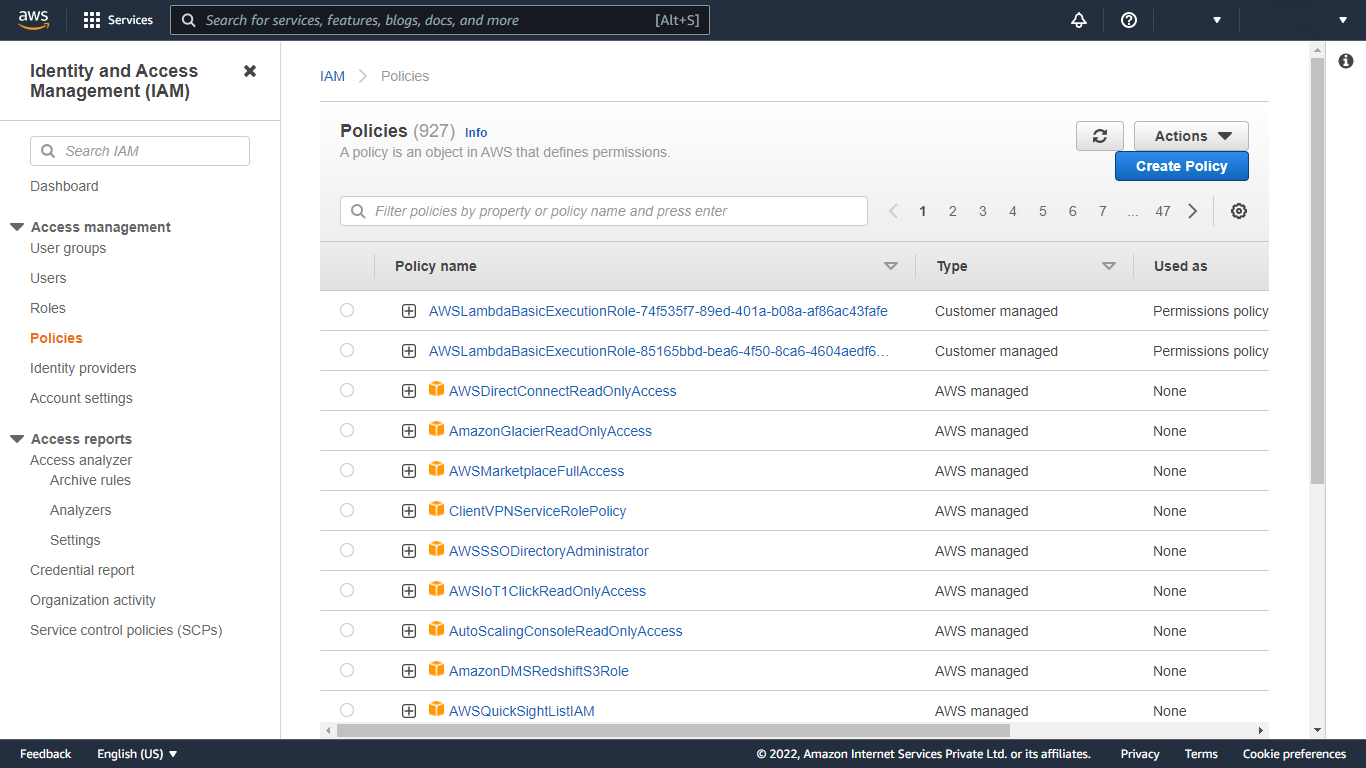 aws Services Search for services, features, blogs, docs, and more [Alt+S]
Identity and Access
Management (IAM)
Search IAM
Dashboard
Access management
User groups
Users
Roles
Policies
Identity providers
Account settings
Access reports
Access analyzer
Archive rules
Analyzers
Settings
Credential report
Organization activity
Service control policies (SCPs)
IAM Policies
Policies (927) Info
A policy is an object in AWS that defines permissions.
Actions
Create Policy
Filter policies by property or policy name and press enter 1 2 3 4 5 6 7 ... 47
Policy name Type Used as
AWSLambdaBasicExecutionRole-74f535f7-89ed-401a-b08a-af86ac43fafe Customer managed Permissions policy
AWSLambdaBasicExecutionRole-85165bbd-bea6-4f50-8ca6-4604aedf6... Customer managed Permissions policy
AWSDirectConnectReadOnlyAccess AWS managed None
AmazonGlacierReadOnlyAccess AWS managed None
AWSMarketplaceFullAccess AWS managed None
ClientVPNServiceRolePolicy AWS managed None
AWSSSODirectoryAdministrator AWS managed None
AWSIoT1ClickReadOnlyAccess AWS managed None
AutoScalingConsoleReadOnlyAccess AWS managed None
AmazonDMSRedshiftS3Role AWS managed None
AWSQuickSightListIAM AWS managed None
Feedback English (US) © 2022, Amazon Internet Services Private Ltd. or its affiliates. Privacy Terms Cookie preferences